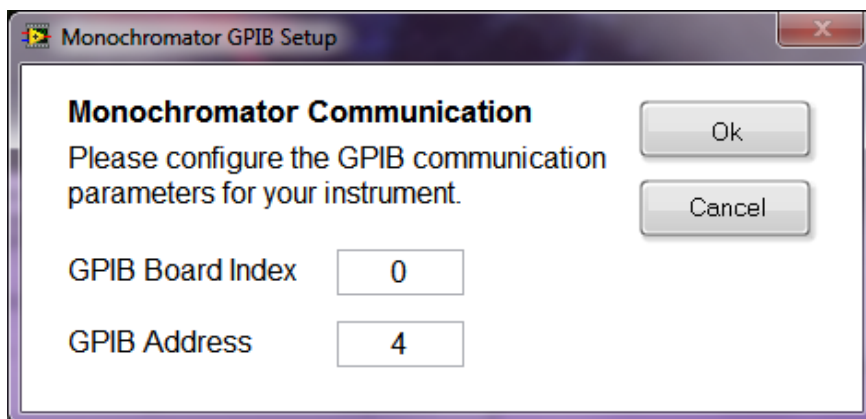 Monochromator GPIB Setup
Monochromator Communication
Please configure the GPIB communication
parameters for your instrument.
Ok
Cancel
GPIB Board Index 0
GPIB Address 4